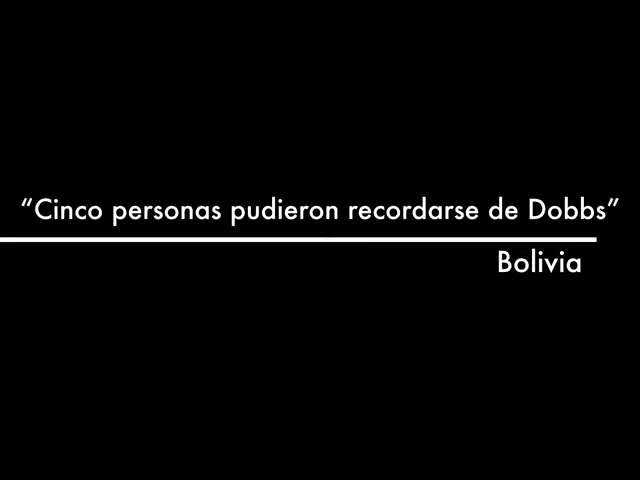 “Cinco personas pudieron recordarse de Dobbs”
Bolivia